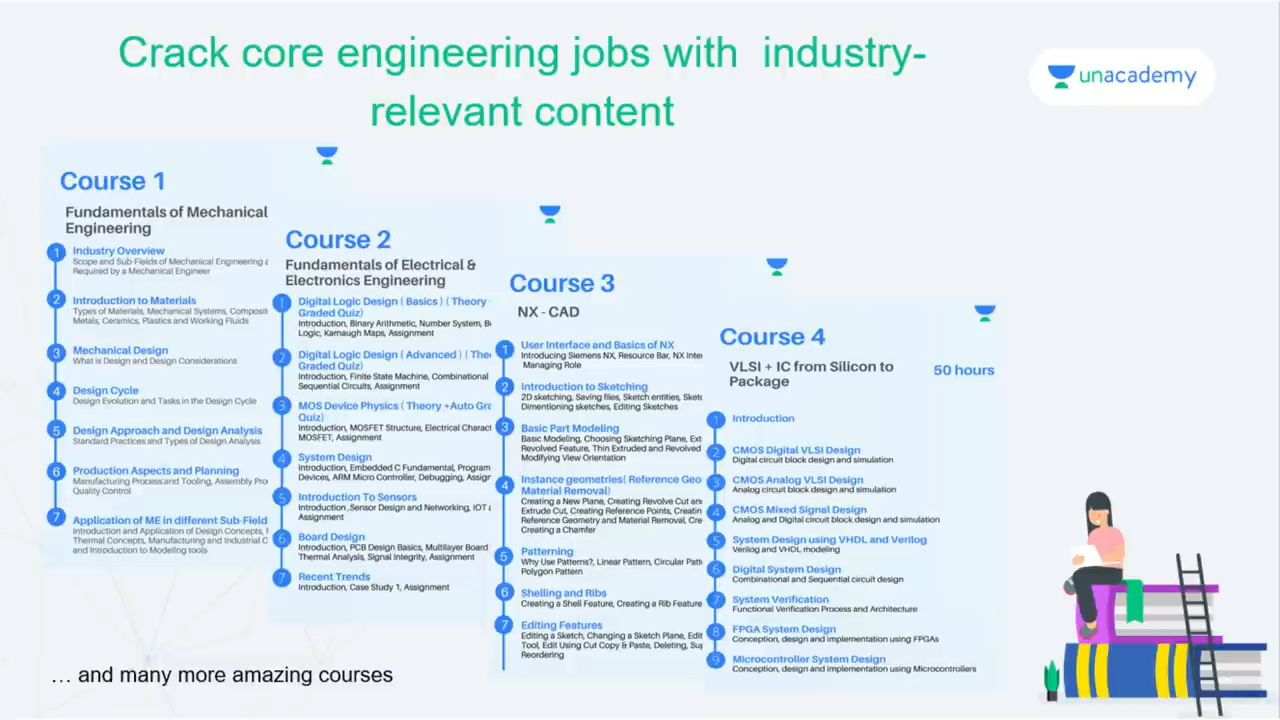 Crack core engineering jobs with industry-
relevant content
unacademy
Course 1
Fundamentals of Mechanical
Engineering
1
Industry Overview
Scope and Sub-Fields of Mechanical Engineering
Required by a Mechanical Engineer
2
Introduction to Materials
Types of Materials, Mechanical Systems,
Metals, Ceramics, Plastics and Working Fluids
3
Mechanical Design
What is Design and Design Considerations
4
Design Cycle
Design Evolution and Tasks in the Design Cycle
5
Design Approach and Design Analysis
Standard Practices and Types of Design Analysis
6
Production Aspects and Planning
Manufacturing Process and Tooling, Assembly
Quality Control
7
Application of ME in different Sub-Field
Introduction and Application of Design Concepts,
Thermal Concepts, Manufacturing and Industrial
and Introduction to Modeling tools
Course 2
Fundamentals of Electrical &
Electronics Engineering
1
Digital Logic Design ( Basics ) ( Theory
Graded Quiz)
Introduction, Binary Arithmetic, Number System,
Logic, Karnaugh Maps, Assignment
2
Digital Logic Design ( Advanced ) (
Graded Quiz)
Introduction, Finite State Machine, Combinational
Sequential Circuits, Assignment
3
MOS Device Physics ( Theory +Auto
Quiz)
Introduction, MOSFET Structure, Electrical
MOSFET, Assignment
4
System Design
Introduction, Embedded C Fundamental,
Devices, ARM Micro Controller, Debugging,
5
Introduction To Sensors
Introduction, Sensor Design and Networking, IOT
Assignment
6
Board Design
Introduction, PCB Design Basics, Multilayer Board
Thermal Analysis, Signal Integrity, Assignment
7
Recent Trends
Introduction, Case Study 1, Assignment
Course 3
NX - CAD
1
User Interface and Basics of NX
Introducing Siemens NX, Resource Bar, NX
Managing Role
2
Introduction to Sketching
2D sketching, Saving files, Sketch entities,
Dimentioning sketches, Editing Sketches
3
Basic Part Modeling
Basic Modeling, Choosing Sketching Plane,
Revolved Feature, Thin Extruded and Revolved
Modifying View Orientation
4
Instance geometries( Reference
Material Removal)
Creating a New Plane, Creating Revolve Cut
Extrude Cut, Creating Reference Points,
Reference Geometry and Material Removal,
Creating a Chamfer
5
Patterning
Why Use Patterns?, Linear Pattern, Circular
Polygon Pattern
6
Shelling and Ribs
Creating a Shell Feature, Creating a Rib Feature
7
Editing Features
Editing a Sketch, Changing a Sketch Plane,
Tool, Edit Using Cut Copy & Paste, Deleting,
Reordering
Course 4
VLSI + IC from Silicon to
Package
50 hours
1
Introduction
2
CMOS Digital VLSI Design
Digital circuit block design and simulation
3
CMOS Analog VLSI Design
Analog circuit block design and simulation
4
CMOS Mixed Signal Design
Analog and Digital circuit block design and simulation
5
System Design using VHDL and Verilog
Verilog and VHDL modeling
6
Digital System Design
Combinational and Sequential circuit design
7
System Verification
Functional Verification Process and Architecture
8
FPGA System Design
Conception, design and implementation using FPGAs
9
Microcontroller System Design
Conception, design and implementation using Microcontrollers
… and many more amazing courses